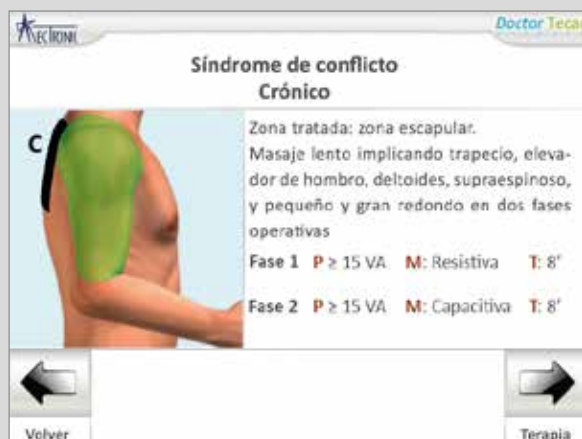 MECTRONIC
Doctor Tecar
Síndrome de conflicto
Crónico
C
Zona tratada: zona escapular.
Masaje lento implicando trapecio, eleva-
dor de hombro, deltoides, supraespinoso,
y pequeño y gran redondo en dos fases
operativas
Fase 1 P ≥ 15 VA M: Resistiva T: 8'
Fase 2 P ≥ 15 VA M: Capacitiva T: 8'
Volver
Terapia